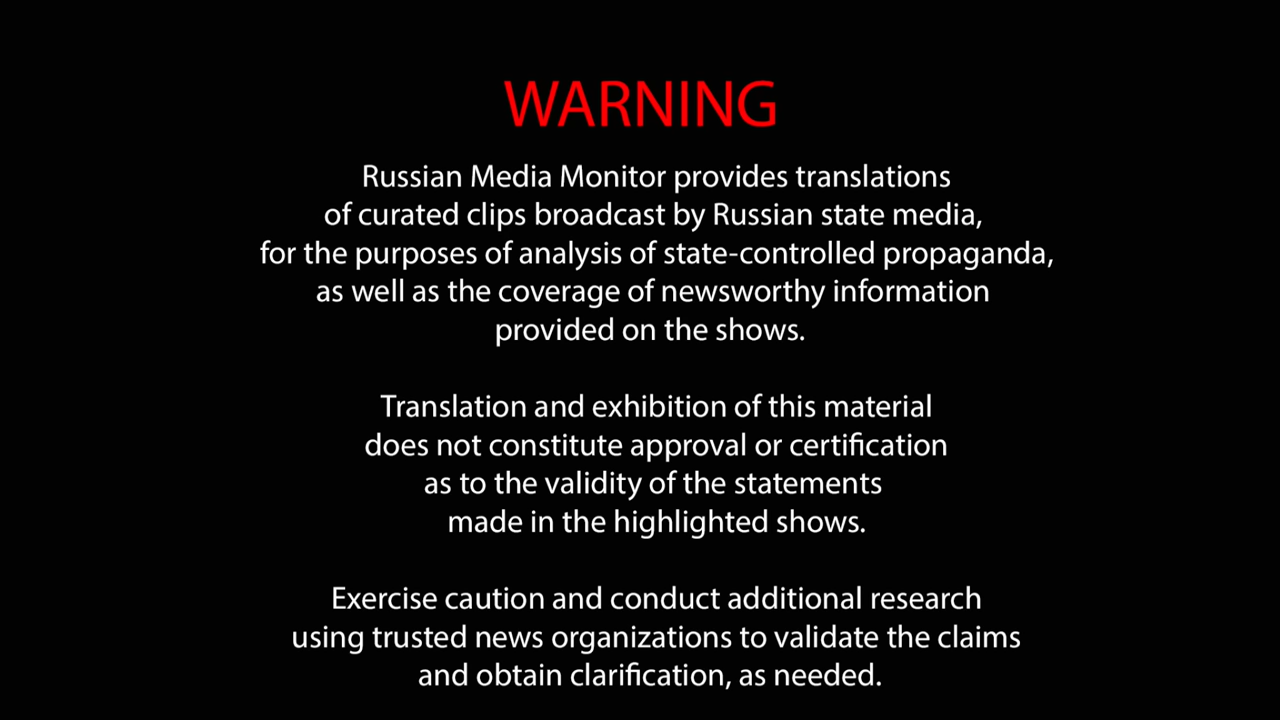 WARNING
Russian Media Monitor provides translations
of curated clips broadcast by Russian state media,
for the purposes of analysis of state-controlled propaganda,
as well as the coverage of newsworthy information
provided on the shows.
Translation and exhibition of this material
does not constitute approval or certification
as to the validity of the statements
made in the highlighted shows.
Exercise caution and conduct additional research
using trusted news organizations to validate the claims
and obtain clarification, as needed.